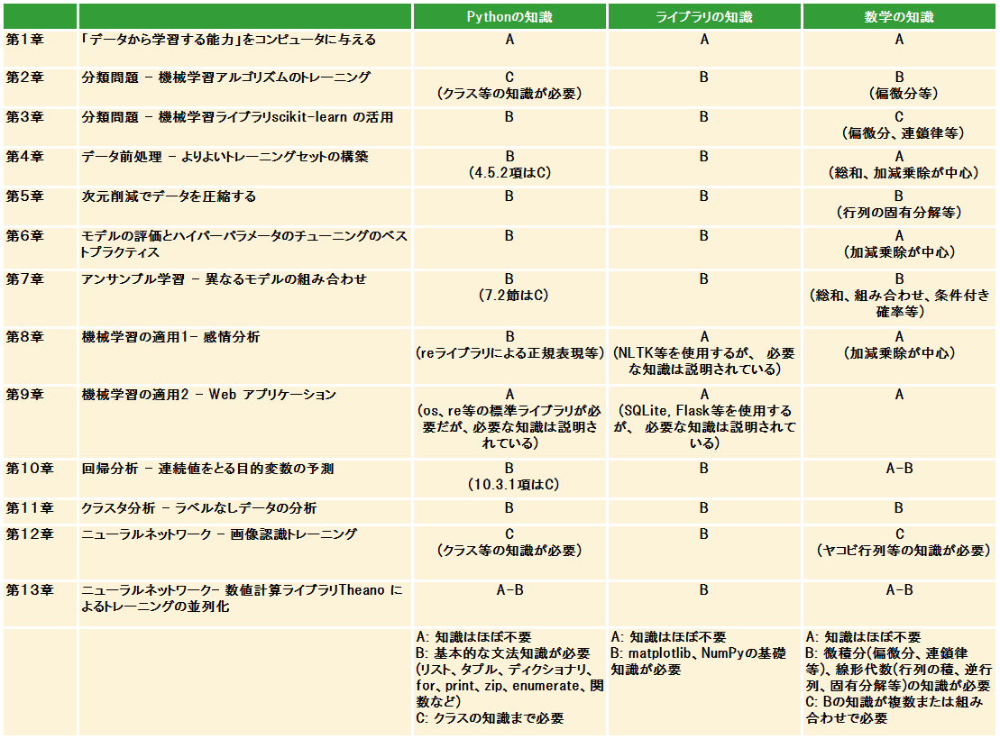 Pythonの知識 ライブラリの知識 数学の知識
第1章 「データから学習する能力」をコンピュータに与える A A A
第2章 分類問題 – 機械学習アルゴリズムのトレーニング C B B
(クラス等の知識が必要) (偏微分等)
第3章 分類問題 – 機械学習ライブラリscikit-learn の活用 B B C
(偏微分、連鎖律等)
第4章 データ前処理 – よりよいトレーニングセットの構築 B B A
(4.5.2項はC) (総和、加減乗除が中心)
第5章 次元削減でデータを圧縮する B B B
(行列の固有分解等)
第6章 モデルの評価とハイパーパラメータのチューニングのベス B B A
トプラクティス (加減乗除が中心)
第7章 アンサンブル学習 – 異なるモデルの組み合わせ B B B
(7.2節はC) (総和、組み合わせ、条件付き
確率等)
第8章 機械学習の適用1– 感情分析 B A A
(reライブラリによる正規表現等) (NLTK等を使用するが、 必要 (加減乗除が中心)
な知識は説明されている)
第9章 機械学習の適用2 – Web アプリケーション A A A
(os、re等の標準ライブラリが必 (SQLite, Flask等を使用する
要だが、必要な知識は説明さ が、 必要な知識は説明されて
れている) いる)
第10章 回帰分析 – 連続値をとる目的変数の予測 B B A-B
(10.3.1項はC)
第11章 クラスタ分析 – ラベルなしデータの分析 B B B
第12章 ニューラルネットワーク – 画像認識トレーニング C B C
(クラス等の知識が必要) (ヤコビ行列等の知識が必要)
第13章 ニューラルネットワーク– 数値計算ライブラリTheano に A-B B A-B
よるトレーニングの並列化
A: 知識はほぼ不要 A: 知識はほぼ不要 A: 知識はほぼ不要
B: 基本的な文法知識が必要 B: matplotlib、NumPyの基礎 B: 微積分(偏微分、連鎖律
(リスト、タプル、ディクショナリ、 知識が必要 等)、線形代数(行列の積、逆行
for、print、zip、enumerate、関 列、固有分解等)の知識が必要
数など) C: Bの知識が複数または組み
C: クラスの知識まで必要 合わせで必要